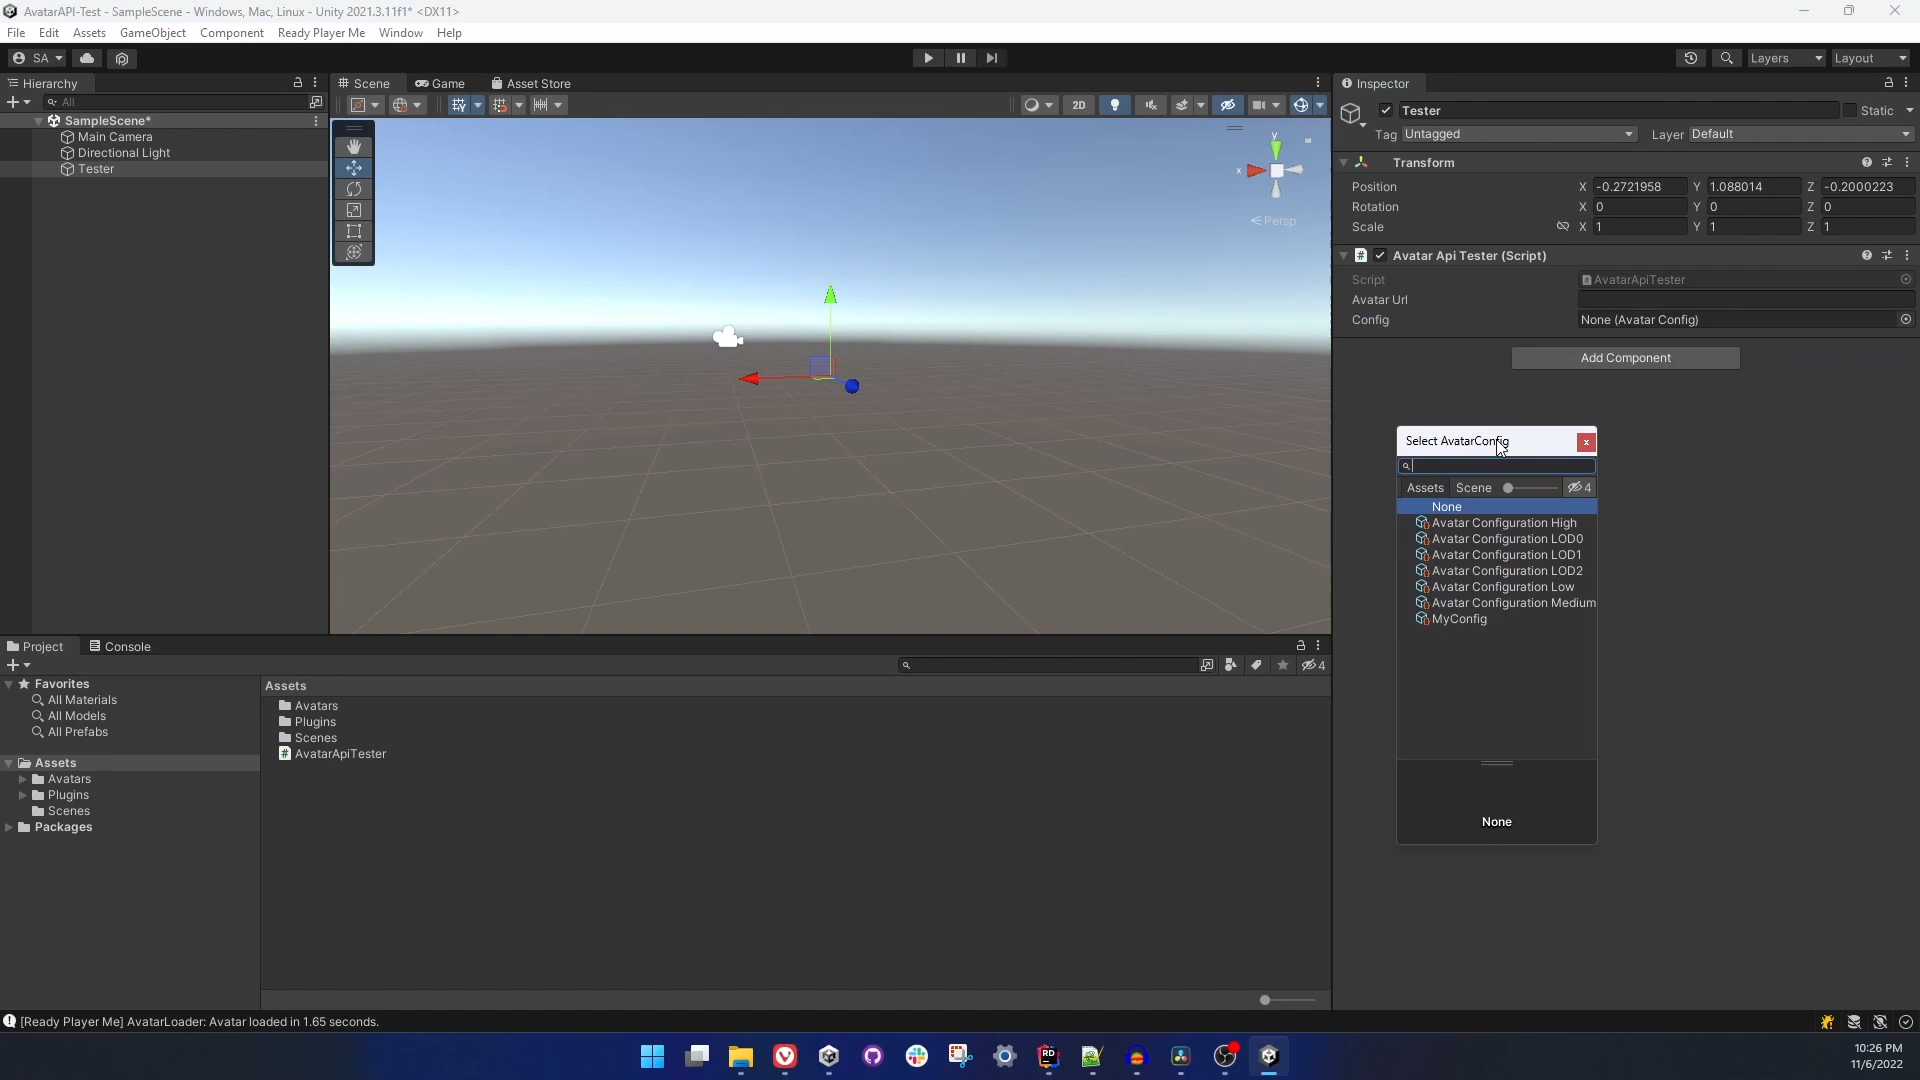 AvatarAPI-Test - SampleScene - Windows, Mac, Linux - Unity 2021.3.11f1* <DX11>
File Edit Assets GameObject Component Ready Player Me Window Help
SA Layers Layout
Hierarchy
All
SampleScene*
Main Camera
Directional Light
Tester
Scene Game Asset Store
2D
y
x
Persp
Inspector
Tester Static
Tag Untagged Layer Default
Transform
Position X -0.2721958 Y 1.088014 Z -0.2000223
Rotation X 0 Y 0 Z 0
Scale X 1 Y 1 Z 1
# Avatar Api Tester (Script)
Script AvatarApiTester
Avatar Url
Config None (Avatar Config)
Add Component
Select AvatarConfig x
Assets Scene 4
None
Avatar Configuration High
Avatar Configuration LOD0
Avatar Configuration LOD1
Avatar Configuration LOD2
Avatar Configuration Low
Avatar Configuration Medium
MyConfig
None
Project Console
4
Favorites
All Materials
All Models
All Prefabs
Assets
Avatars
Plugins
Scenes
Packages
Assets
Avatars
Plugins
Scenes
# AvatarApiTester
[Ready Player Me] AvatarLoader: Avatar loaded in 1.65 seconds.
RD
10:26 PM
11/6/2022